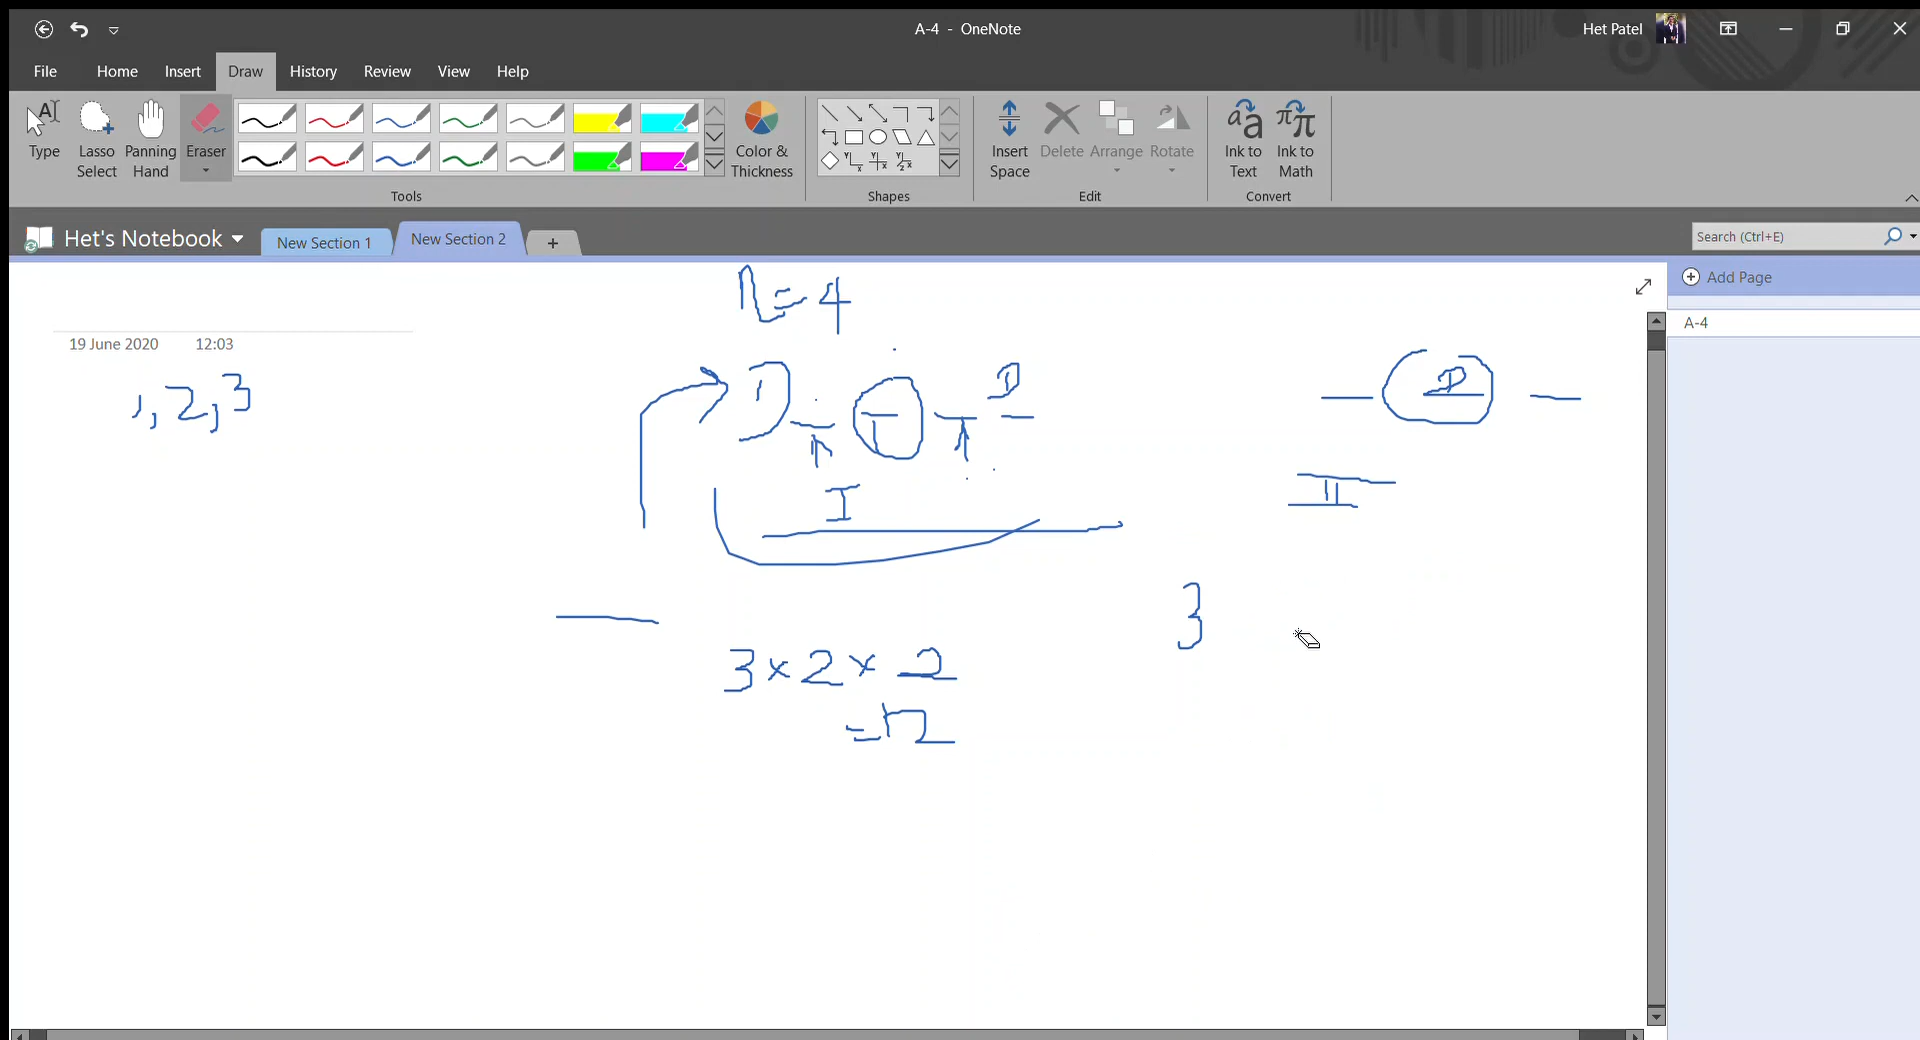 A-4 - OneNote
Het Patel
File Home Insert Draw History Review View Help
Type
Lasso Select
Panning Hand
Eraser
Color & Thickness
Insert Space
Delete
Arrange
Rotate
Ink to Text
Ink to Math
Tools
Shapes
Edit
Convert
Het's Notebook
New Section 1
New Section 2
Search (Ctrl+E)
Add Page
A-4
n = 4
19 June 2020 12:03
1, 2, 3
I
II
3
3 × 2 × 2
= 12